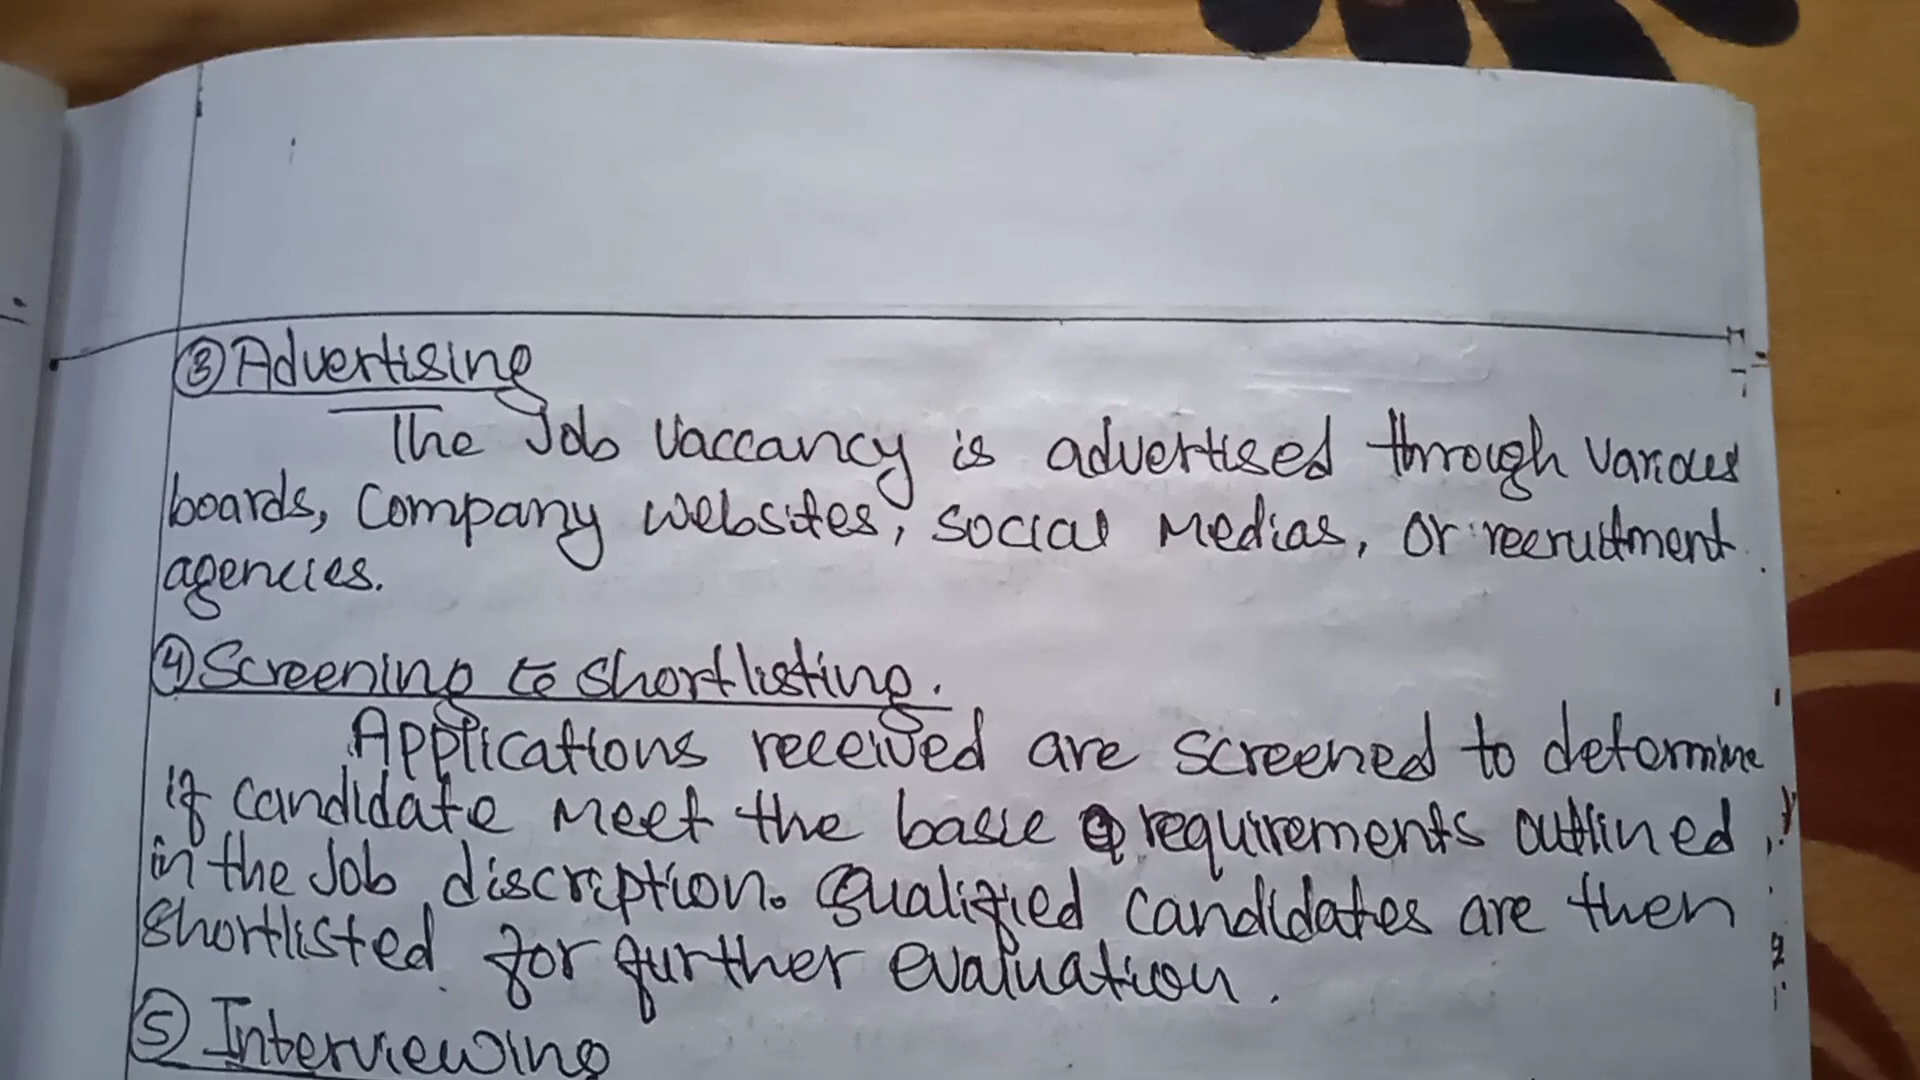 ③ Advertising
The Job Vaccancy is advertised through various
boards, Company websites, social Medias, or recruitment
agencies.
④ Screening to shortlisting.
Applications received are screened to determine
if candidate meet the basic requirements outlined
in the Job discription. Qualified candidates are then
shortlisted for further evaluation.
⑤ Interviewing